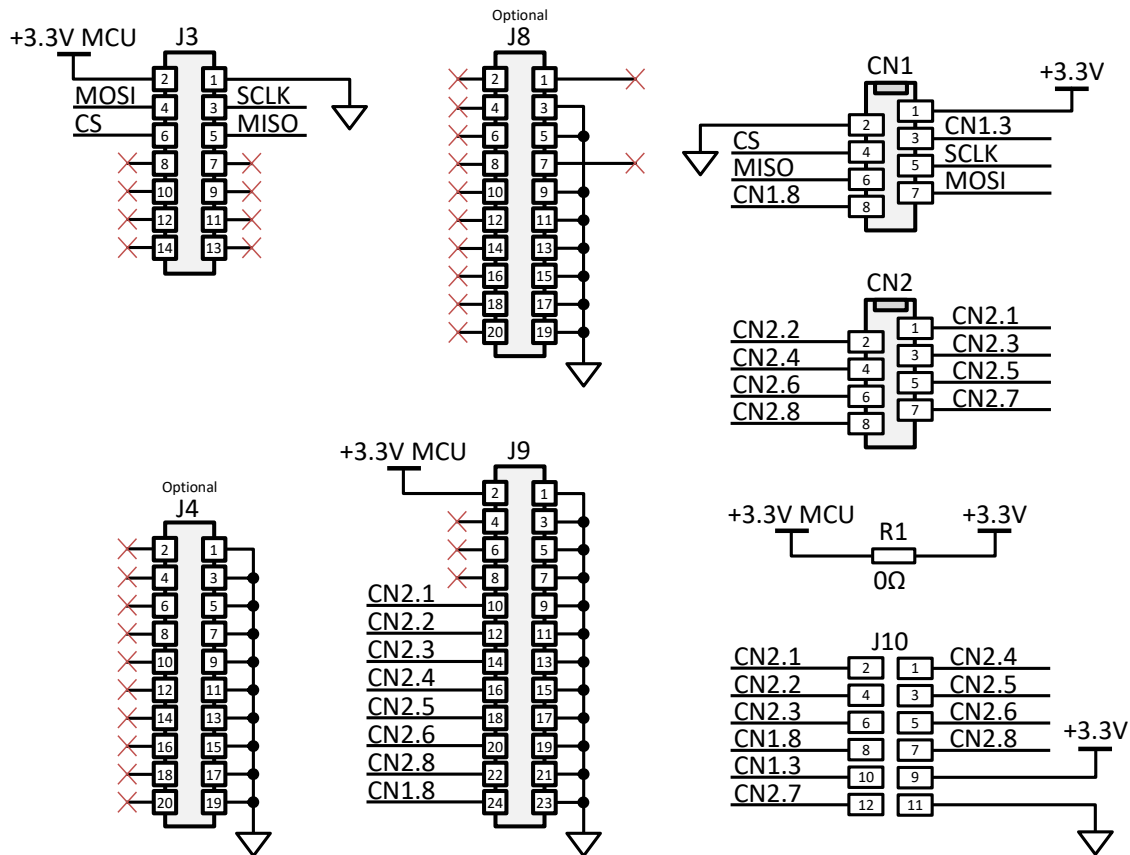 +3.3V MCU
J3
2 1
MOSI 4 3 SCLK
CS 6 5 MISO
8 7
10 9
12 11
14 13
Optional
J8
2 1
4 3
6 5
8 7
10 9
12 11
14 13
16 15
18 17
20 19
CN1
+3.3V
1
2
CN1.3
3
CS 4
SCLK
5
MISO 6
MOSI
7
CN1.8 8
CN2
1 CN2.1
CN2.2 2
3 CN2.3
CN2.4 4
5 CN2.5
CN2.6 6
7 CN2.7
CN2.8 8
Optional
J4
2 1
4 3
6 5
8 7
10 9
12 11
14 13
16 15
18 17
20 19
+3.3V MCU
J9
2 1
4 3
6 5
8 7
CN2.1 10 9
CN2.2 12 11
CN2.3 14 13
CN2.4 16 15
CN2.5 18 17
CN2.6 20 19
CN2.8 22 21
CN1.8 24 23
+3.3V MCU
R1
+3.3V
0Ω
J10
CN2.1 2 1 CN2.4
CN2.2 4 3 CN2.5
CN2.3 6 5 CN2.6
+3.3V
CN1.8 8 7 CN2.8
CN1.3 10 9
CN2.7 12 11